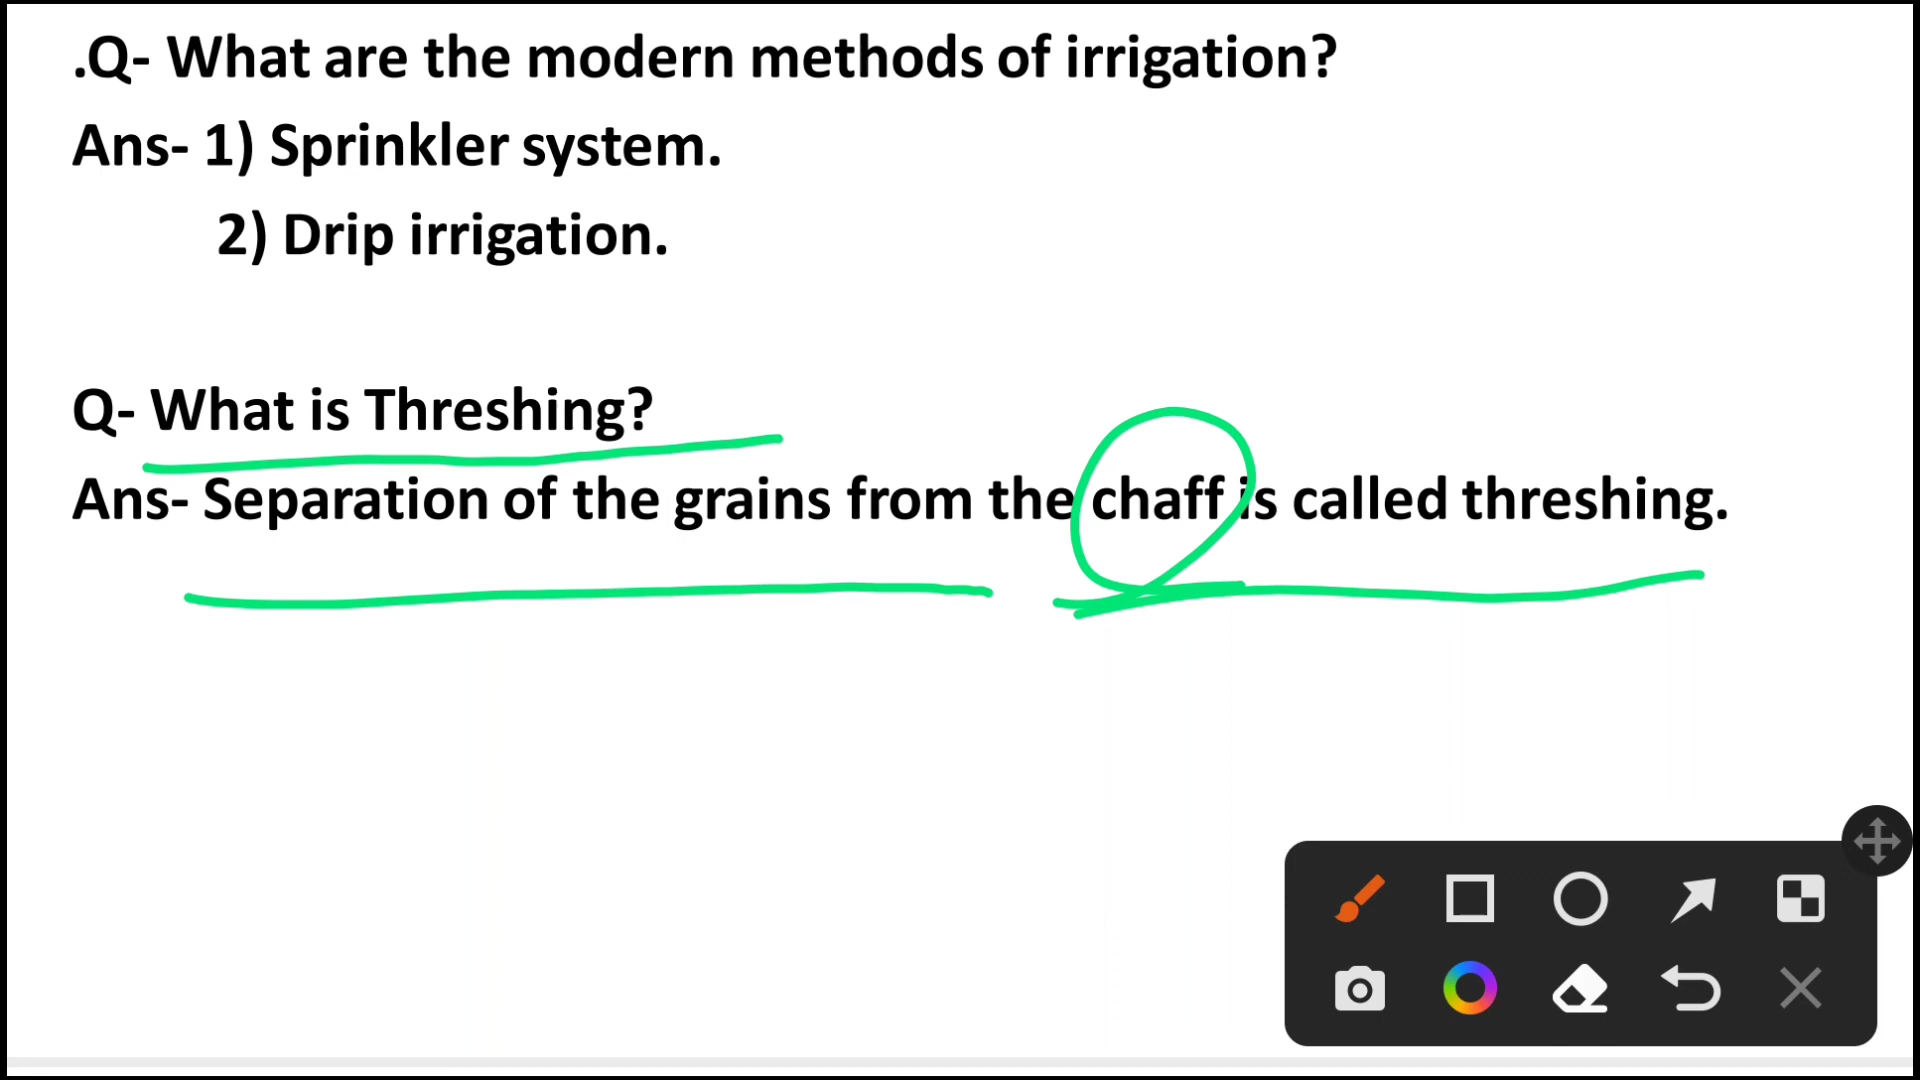 .Q- What are the modern methods of irrigation?
Ans- 1) Sprinkler system.
2) Drip irrigation.
Q- What is Threshing?
Ans- Separation of the grains from the chaff is called threshing.